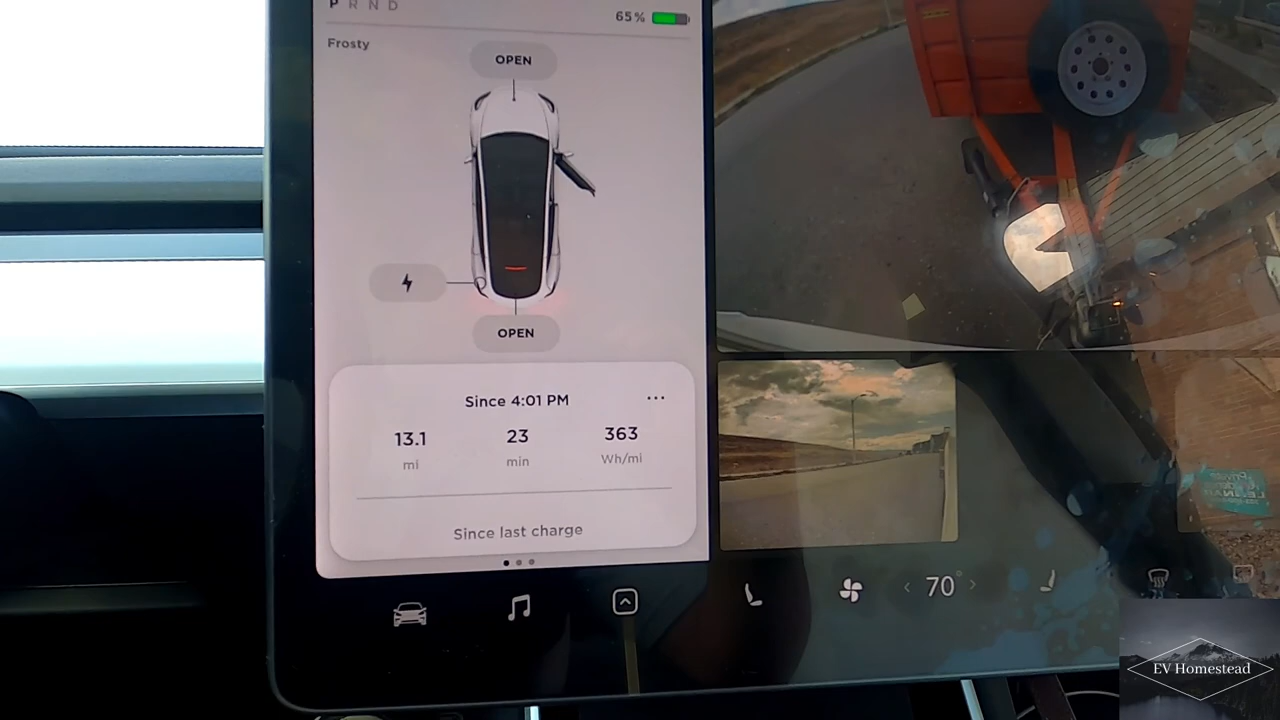 P R N D
65%
Frosty
OPEN
OPEN
Since 4:01 PM
...
13.1
23
363
mi
min
Wh/mi
Since last charge
< 70° >
EV Homestead